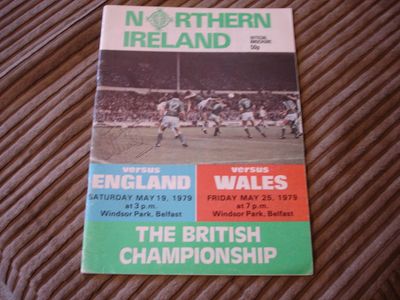 NORTHERN
IRELAND
OFFICIAL
PROGRAMME
50p
versus
ENGLAND
SATURDAY MAY 19, 1979
at 3 p.m.
Windsor Park, Belfast
versus
WALES
FRIDAY MAY 25, 1979
at 7 p.m.
Windsor Park, Belfast
THE BRITISH
CHAMPIONSHIP